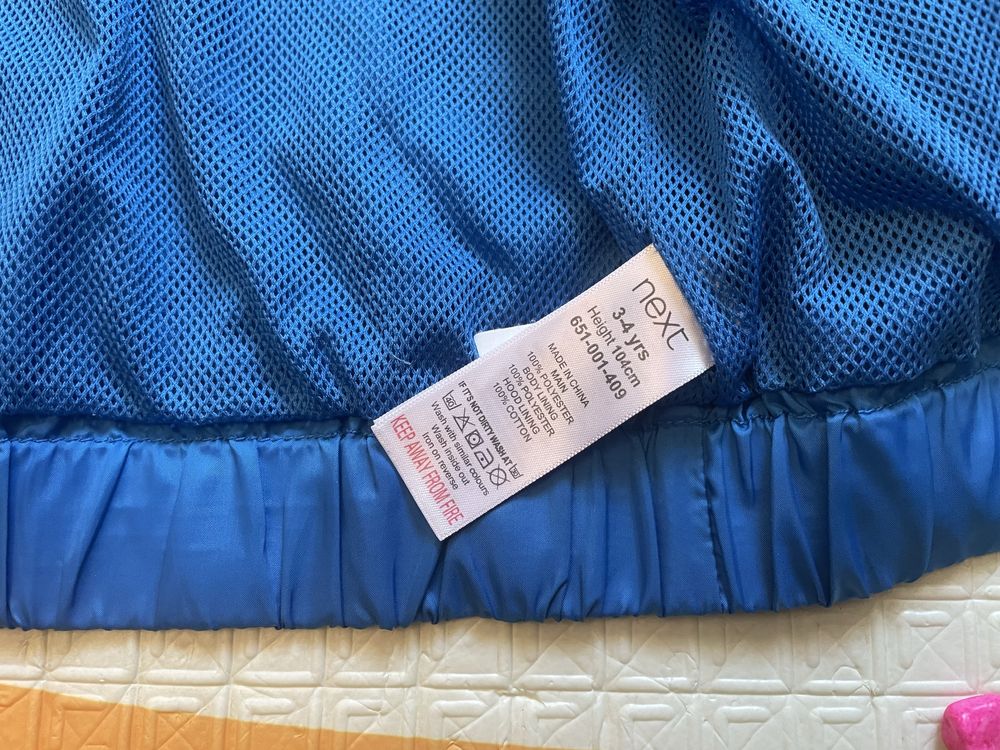 next
3-4 yrs
Height 104cm
651-001-409
MADE IN CHINA
MAIN
100% POLYESTER
BODY LINING
100% POLYESTER
HOOD LINING
100% COTTON
IF IT'S NOT DIRTY WASH AT
Wash with similar colours
Wash inside out
Iron on reverse
KEEP AWAY FROM FIRE